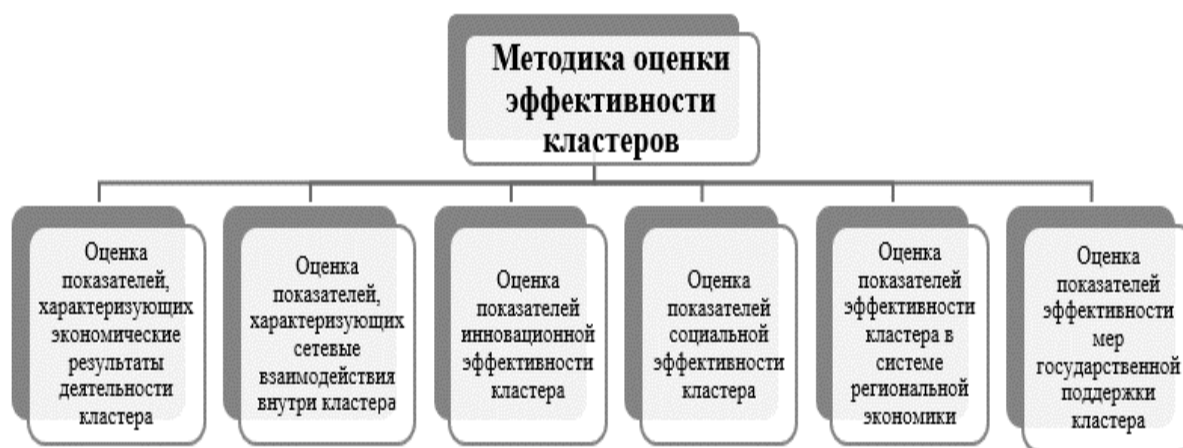 Методика оценки
эффективности
кластеров
Оценка
показателей,
характеризующих
экономические
результаты
деятельности
кластера
Оценка
показателей,
характеризующих
сетевые
взаимодействия
внутри кластера
Оценка
показателей
инновационной
эффективности
кластера
Оценка
показателей
социальной
эффективности
кластера
Оценка
показателей
эффективности
кластера в
системе
региональной
экономики
Оценка
показателей
эффективности
мер
государственной
поддержки
кластера